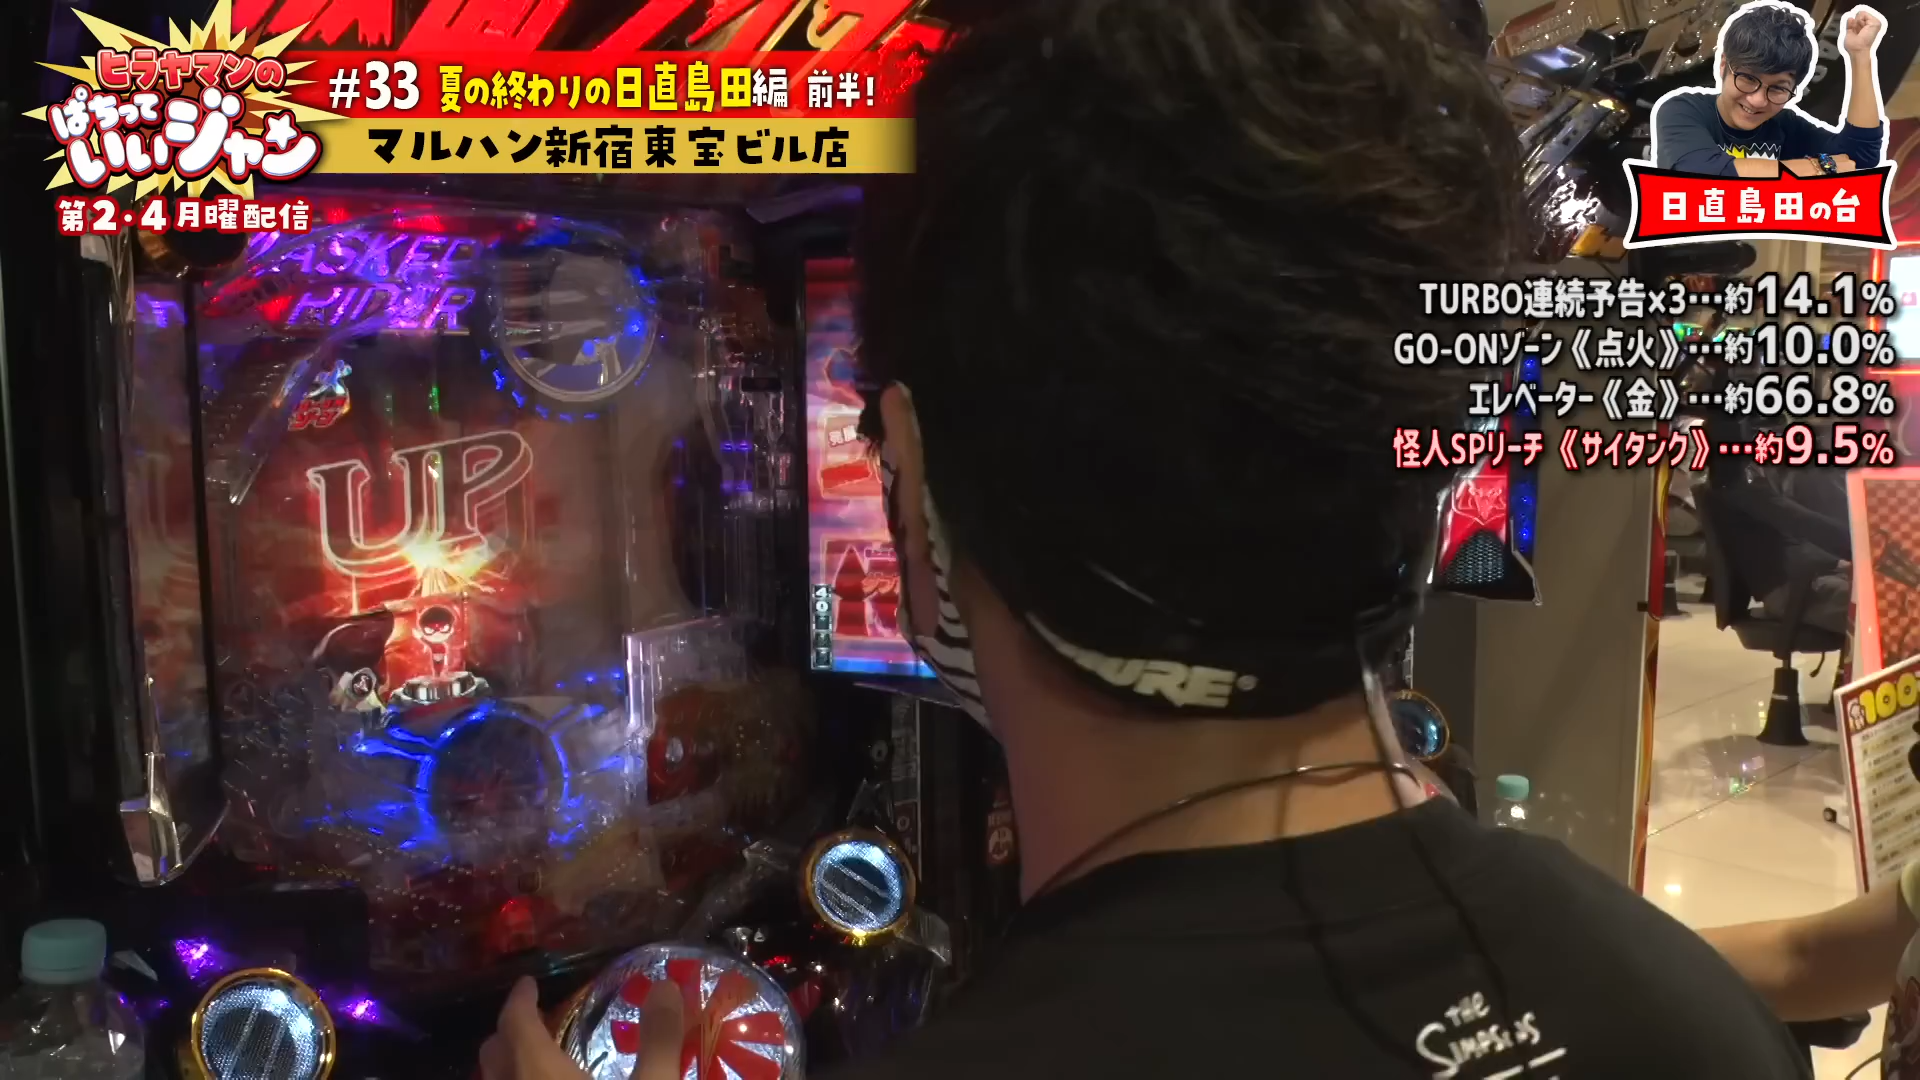 ヒラヤマンの
ぱちって
いいジャン
第2・4月曜配信
#33 夏の終わりの日直島田編 前半!
マルハン新宿東宝ビル店
日直島田の台
TURBO連続予告×3…約14.1%
GO-ONゾーン《点火》…約10.0%
エレベーター《金》…約66.8%
怪人SPリーチ《サイタンク》…約9.5%
MASKED
RIDER
UP
THE
SIMPSONS
100